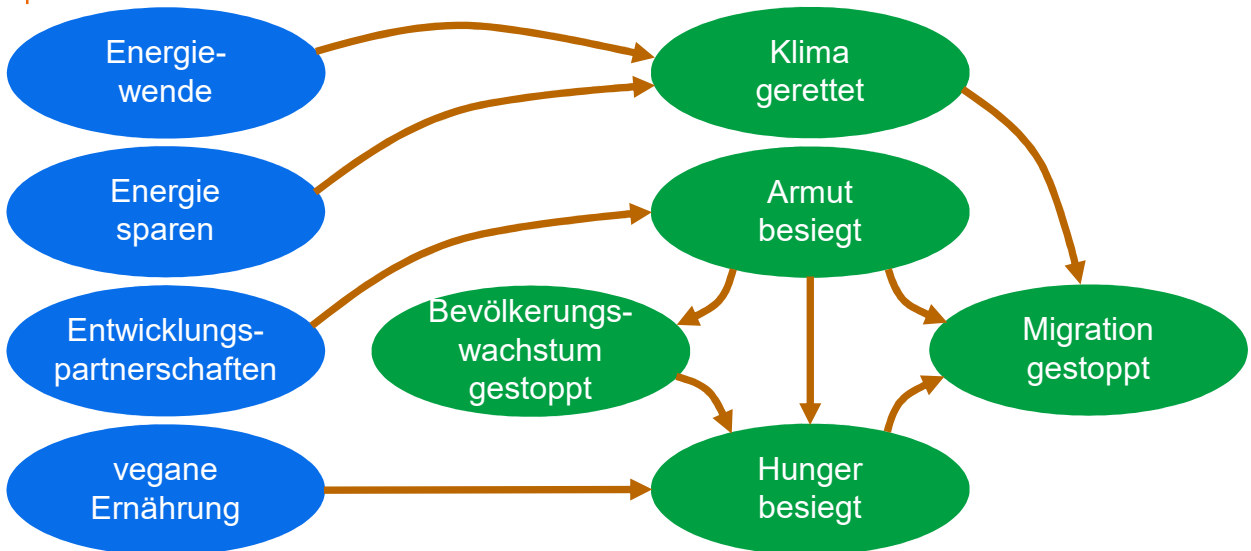 Energie-
wende
Klima
gerettet
Energie
sparen
Armut
besiegt
Entwicklungs-
partnerschaften
Bevölkerungs-
wachstum
gestoppt
Migration
gestoppt
vegane
Ernährung
Hunger
besiegt